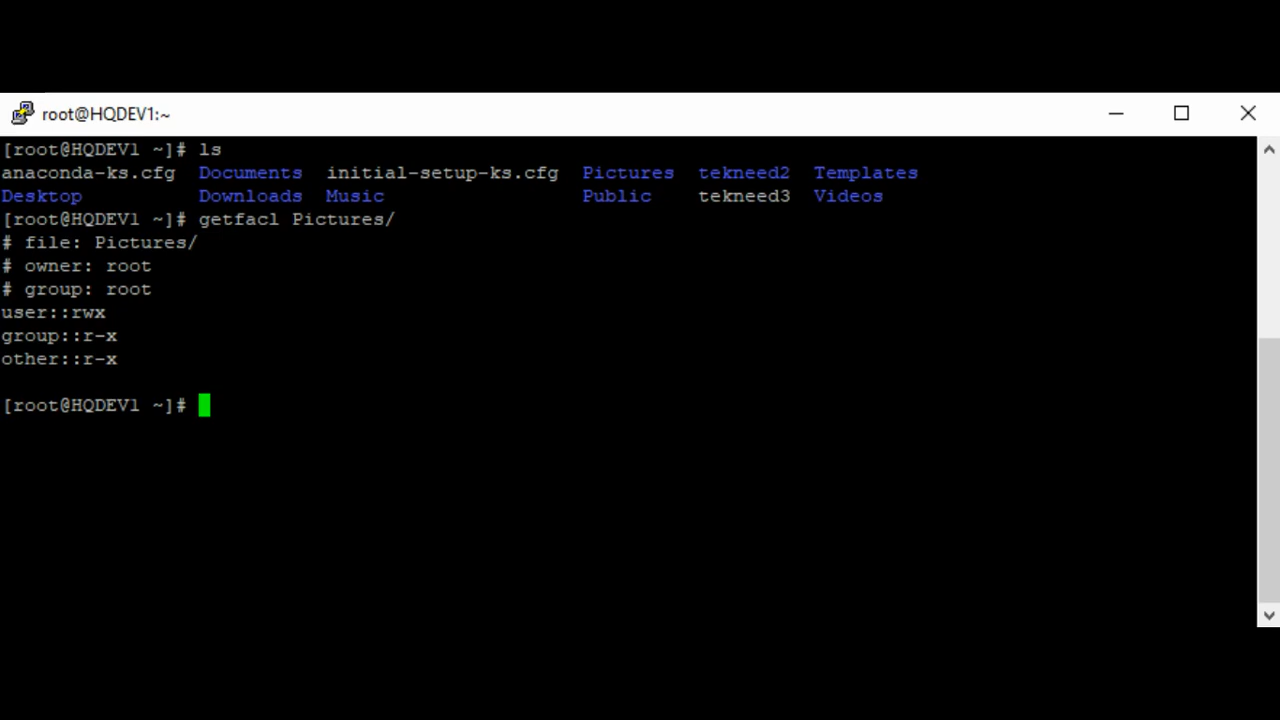 root@HQDEV1:~
[root@HQDEV1 ~]# ls
anaconda-ks.cfg  Documents  initial-setup-ks.cfg  Pictures  tekneed2  Templates
Desktop          Downloads  Music                 Public    tekneed3  Videos
[root@HQDEV1 ~]# getfacl Pictures/
# file: Pictures/
# owner: root
# group: root
user::rwx
group::r-x
other::r-x
[root@HQDEV1 ~]#